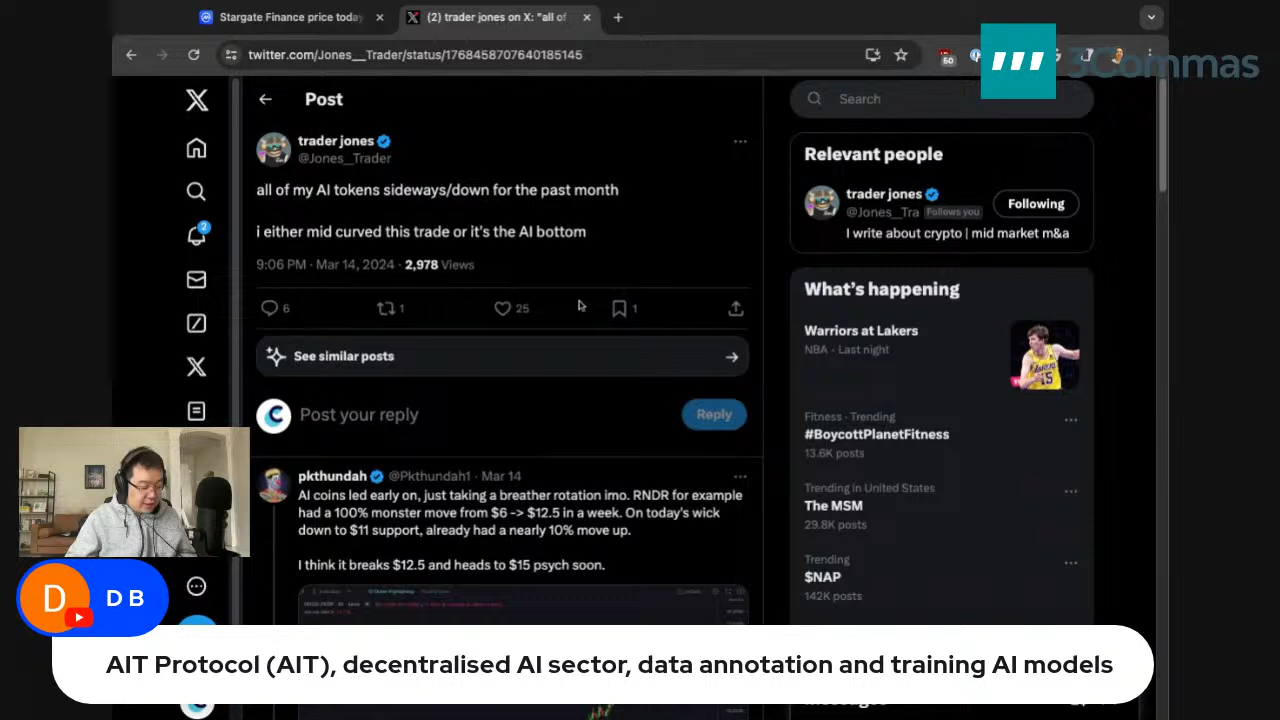 Stargate Finance price today
(2) trader jones on X: "all of
twitter.com/Jones__Trader/status/1768458707640185145
50
3Commas
Post
Search
trader jones
@Jones__Trader
all of my AI tokens sideways/down for the past month
i either mid curved this trade or it's the AI bottom
9:06 PM · Mar 14, 2024 · 2,978 Views
6
1
25
1
See similar posts
Post your reply
Reply
pkthundah @Pkthundah1 · Mar 14
AI coins led early on, just taking a breather rotation imo. RNDR for example
had a 100% monster move from $6 -> $12.5 in a week. On today's wick
down to $11 support, already had a nearly 10% move up.
I think it breaks $12.5 and heads to $15 psych soon.
Relevant people
trader jones
@Jones__Tra Follows you
Following
I write about crypto | mid market m&a
What's happening
Warriors at Lakers
NBA · Last night
Fitness · Trending
#BoycottPlanetFitness
13.6K posts
Trending in United States
The MSM
29.8K posts
Trending
$NAP
142K posts
2
D
D B
AIT Protocol (AIT), decentralised AI sector, data annotation and training AI models